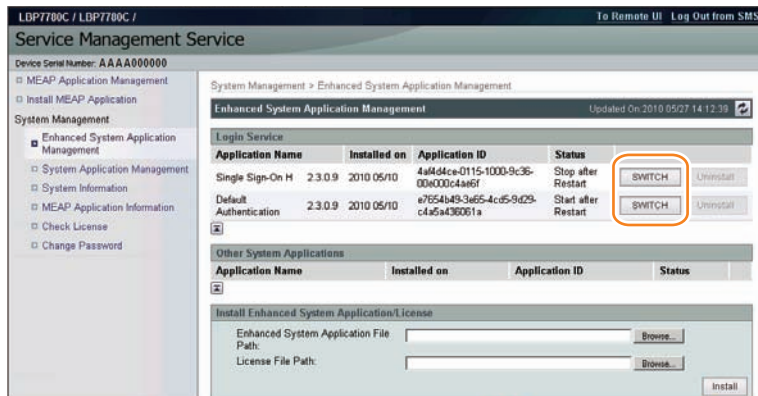 LBP7700C / LBP7700C /
To Remote UI Log Out from SMS
Service Management Service
Device Serial Number: AAAA000000
MEAP Application Management
Install MEAP Application
System Management
Enhanced System Application
Management
System Application Management
System Information
MEAP Application Information
Check License
Change Password
System Management > Enhanced System Application Management
Enhanced System Application Management
Updated On:2010 05/27 14:12:39
Login Service
Application Name Installed on Application ID Status
Single Sign-On H 2.3.0.9 2010 05/10 4af4d4ce-0115-1000-9c36-
00e000c4ae6f Stop after
Restart SWITCH Uninstall
Default
Authentication 2.3.0.9 2010 05/10 e7654b49-3e65-4cd5-9d29-
c4a5a436061a Start after
Restart SWITCH Uninstall
Other System Applications
Application Name Installed on Application ID Status
Install Enhanced System Application/License
Enhanced System Application File
Path: Browse...
License File Path: Browse...
Install